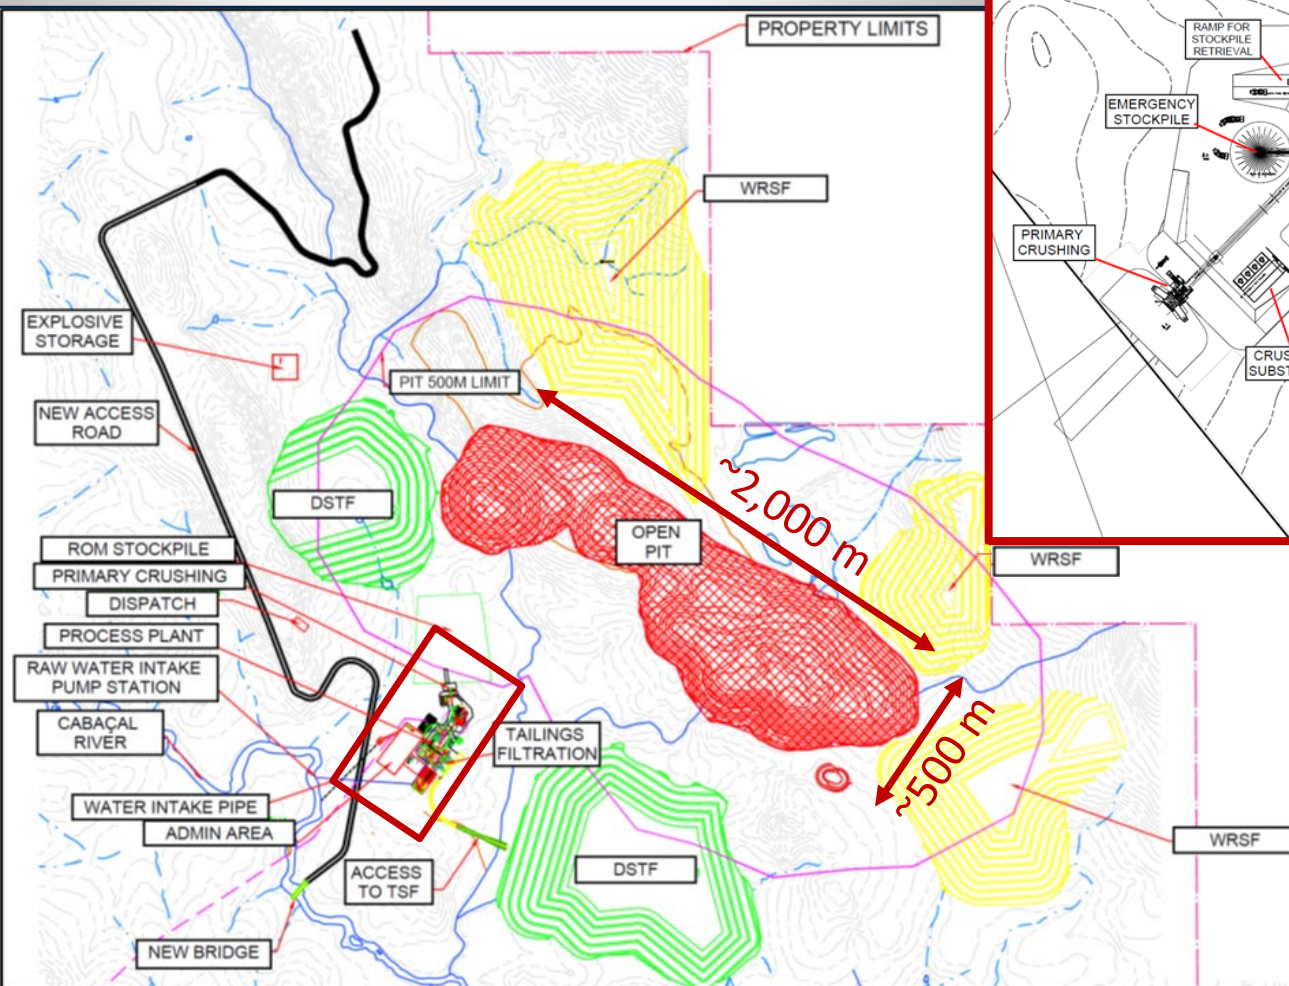 PROPERTY LIMITS
WRSF
EXPLOSIVE
STORAGE
PIT 500M LIMIT
NEW ACCESS
ROAD
DSTF
~2,000 m
OPEN
PIT
ROM STOCKPILE
PRIMARY CRUSHING
DISPATCH
PROCESS PLANT
RAW WATER INTAKE
PUMP STATION
CABAÇAL
RIVER
WRSF
TAILINGS
FILTRATION
~500 m
WATER INTAKE PIPE
ADMIN AREA
WRSF
ACCESS
TO TSF
DSTF
NEW BRIDGE
RAMP FOR
STOCKPILE
RETRIEVAL
EMERGENCY
STOCKPILE
PRIMARY
CRUSHING